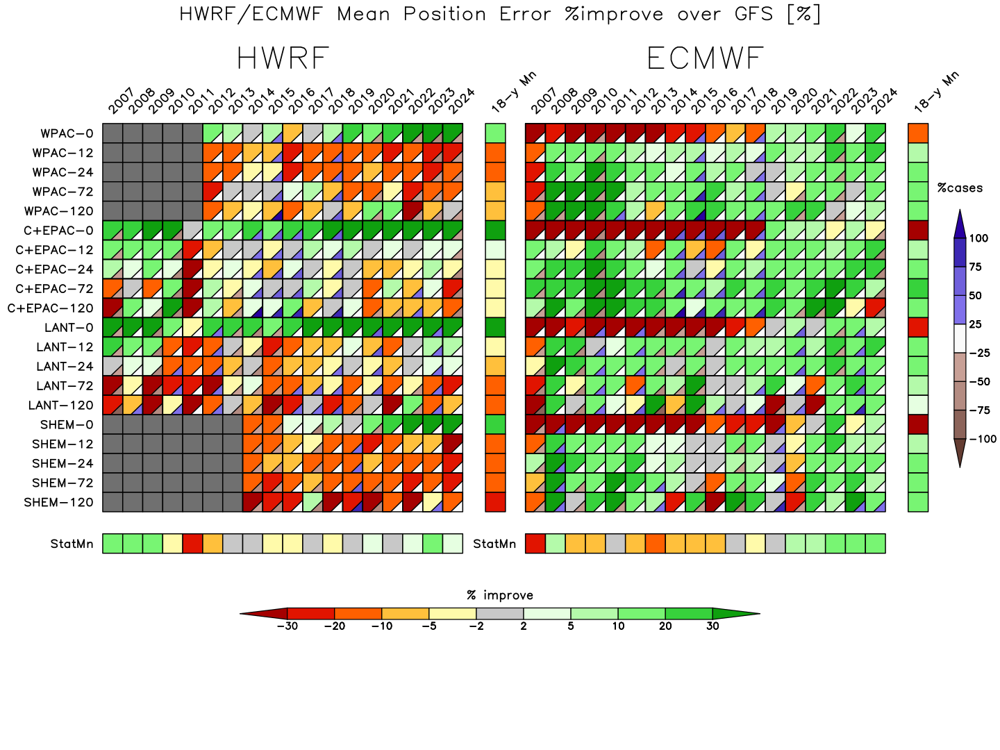 HWRF/ECMWF Mean Position Error %improve over GFS [%]
HWRF
ECMWF
2007 2008 2009 2010 2011 2012 2013 2014 2015 2016 2017 2018 2019 2020 2021 2022 2023 2024 18-y Mn
2007 2008 2009 2010 2011 2012 2013 2014 2015 2016 2017 2018 2019 2020 2021 2022 2023 2024 18-y Mn
WPAC-0
WPAC-12
WPAC-24
WPAC-72
WPAC-120
C+EPAC-0
C+EPAC-12
C+EPAC-24
C+EPAC-72
C+EPAC-120
LANT-0
LANT-12
LANT-24
LANT-72
LANT-120
SHEM-0
SHEM-12
SHEM-24
SHEM-72
SHEM-120
%cases
100
75
50
25
-25
-50
-75
-100
StatMn
StatMn
% improve
-30 -20 -10 -5 -2 2 5 10 20 30